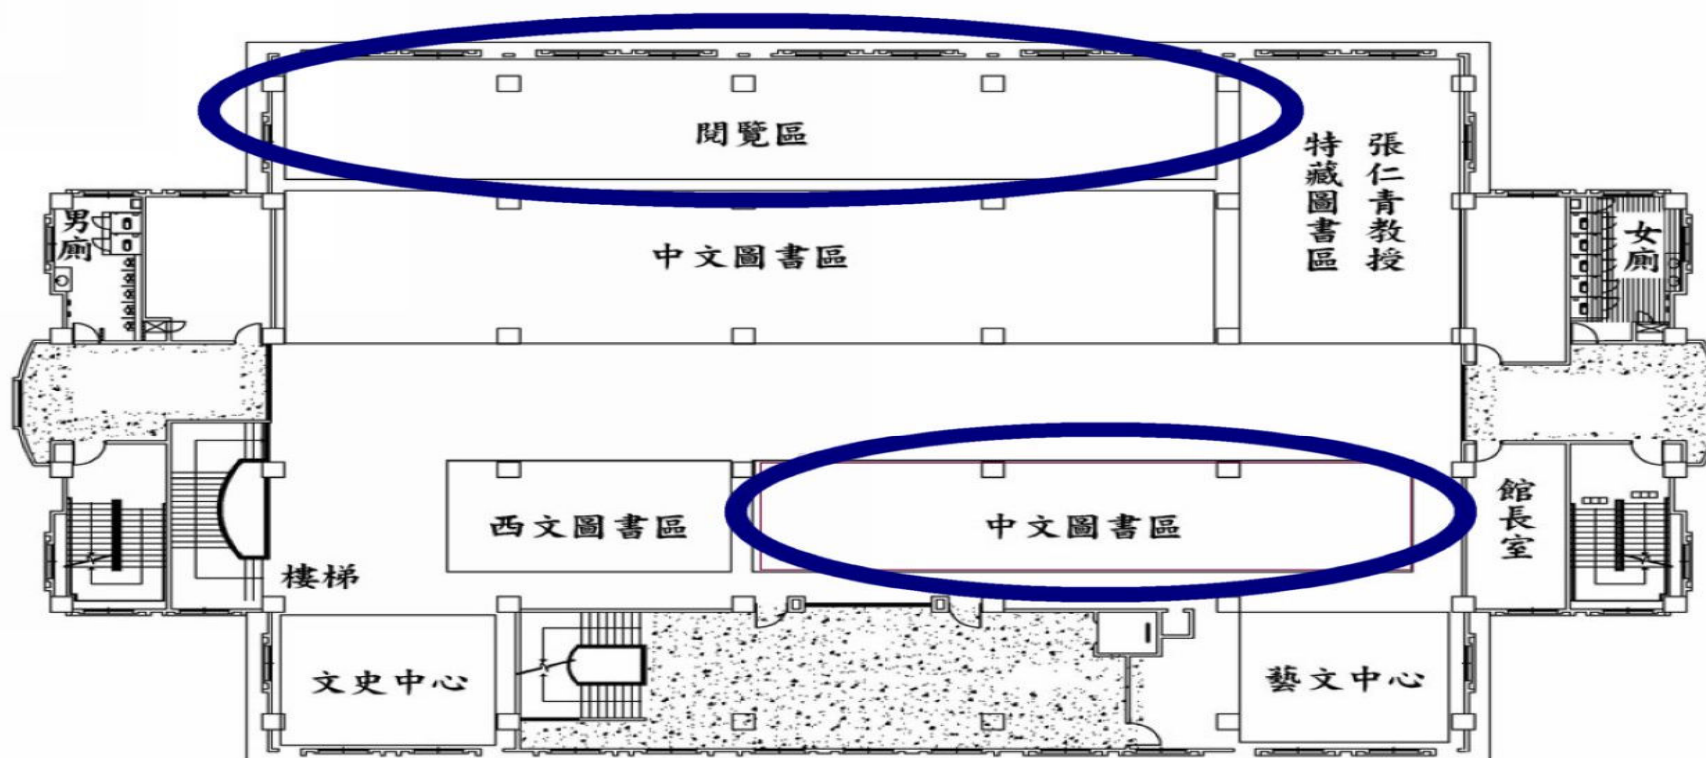 閱覽區
張仁青教授
特藏圖書區
男廁
中文圖書區
女廁
西文圖書區
中文圖書區
館長室
樓梯
文史中心
藝文中心